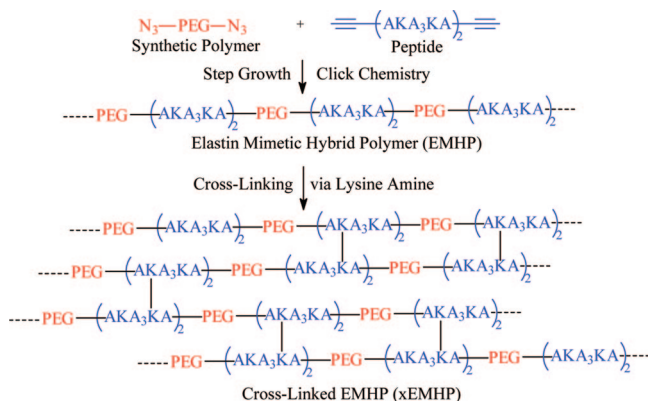 N₃—PEG—N₃ + (AKA₃KA)₂
Synthetic Polymer Peptide
Step Growth Click Chemistry
PEG—(AKA₃KA)₂—PEG—(AKA₃KA)₂—PEG—(AKA₃KA)₂
Elastin Mimetic Hybrid Polymer (EMHP)
Cross-Linking via Lysine Amine
PEG—(AKA₃KA)₂—PEG—(AKA₃KA)₂—PEG—(AKA₃KA)₂
PEG—(AKA₃KA)₂—PEG—(AKA₃KA)₂—PEG—(AKA₃KA)₂
PEG—(AKA₃KA)₂—PEG—(AKA₃KA)₂—PEG—(AKA₃KA)₂
PEG—(AKA₃KA)₂—PEG—(AKA₃KA)₂—PEG—(AKA₃KA)₂
Cross-Linked EMHP (xEMHP)